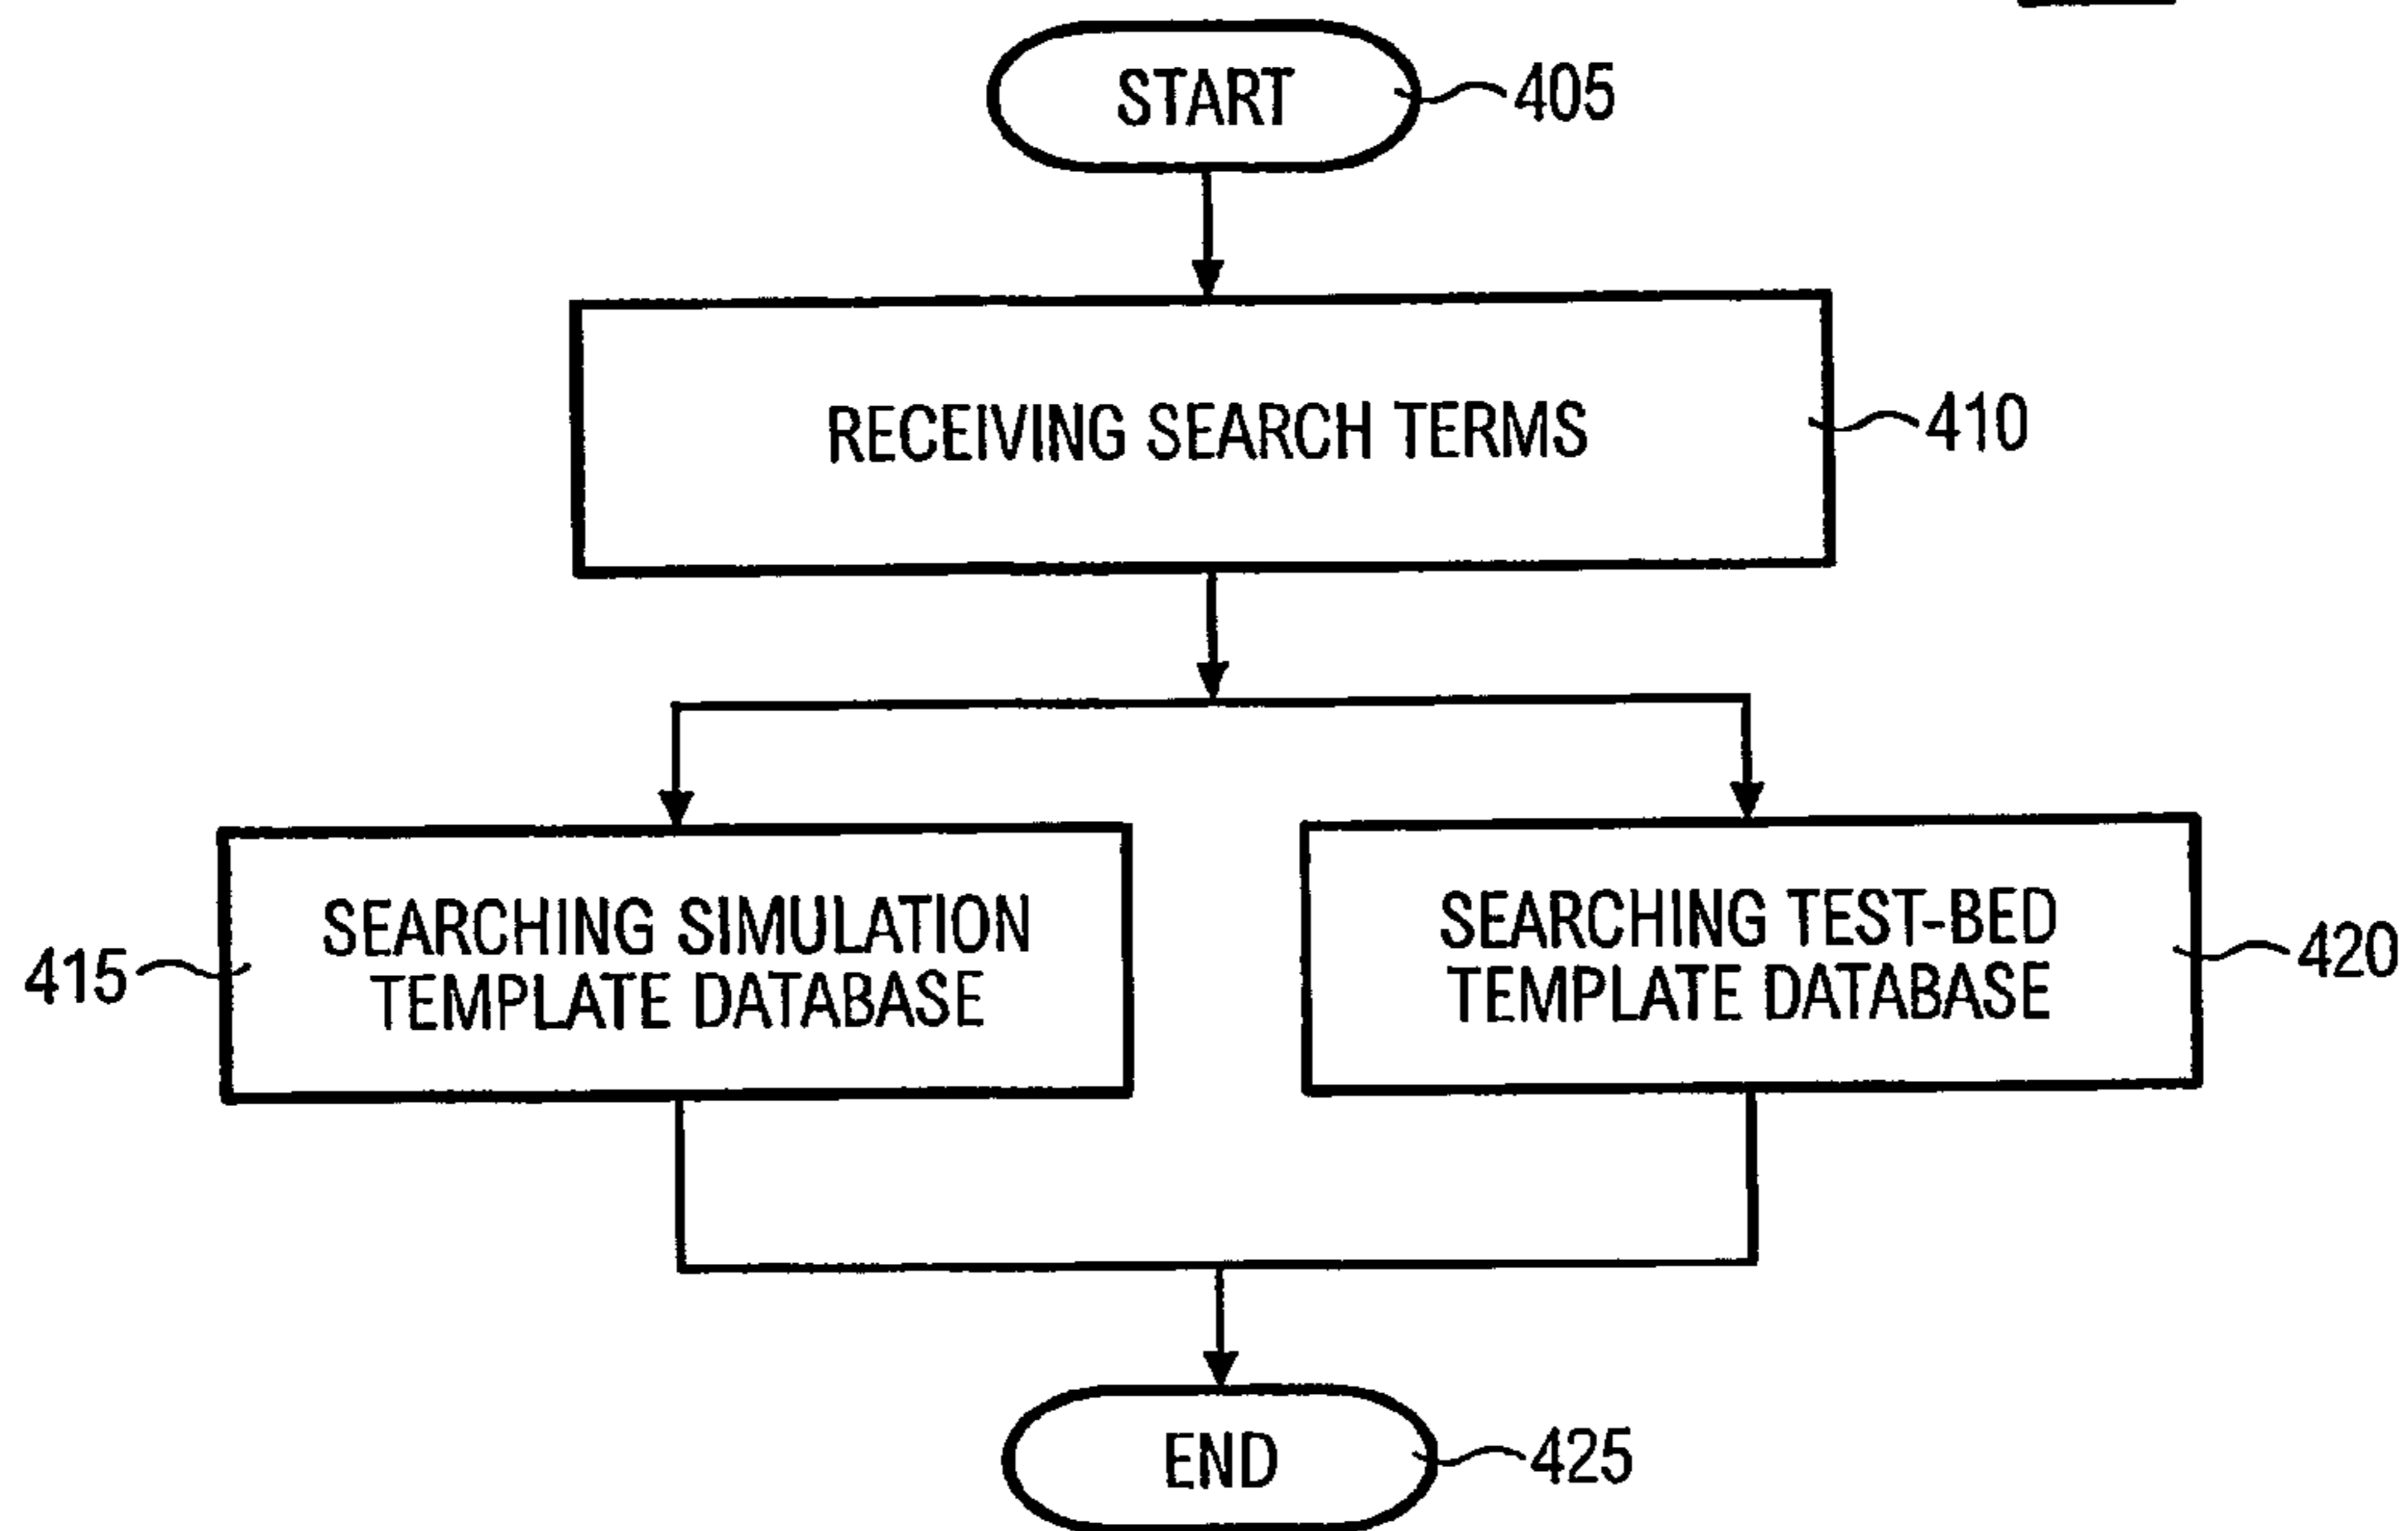 START
405
RECEIVING SEARCH TERMS
410
SEARCHING SIMULATION
TEMPLATE DATABASE
415
SEARCHING TEST-BED
TEMPLATE DATABASE
420
END
425